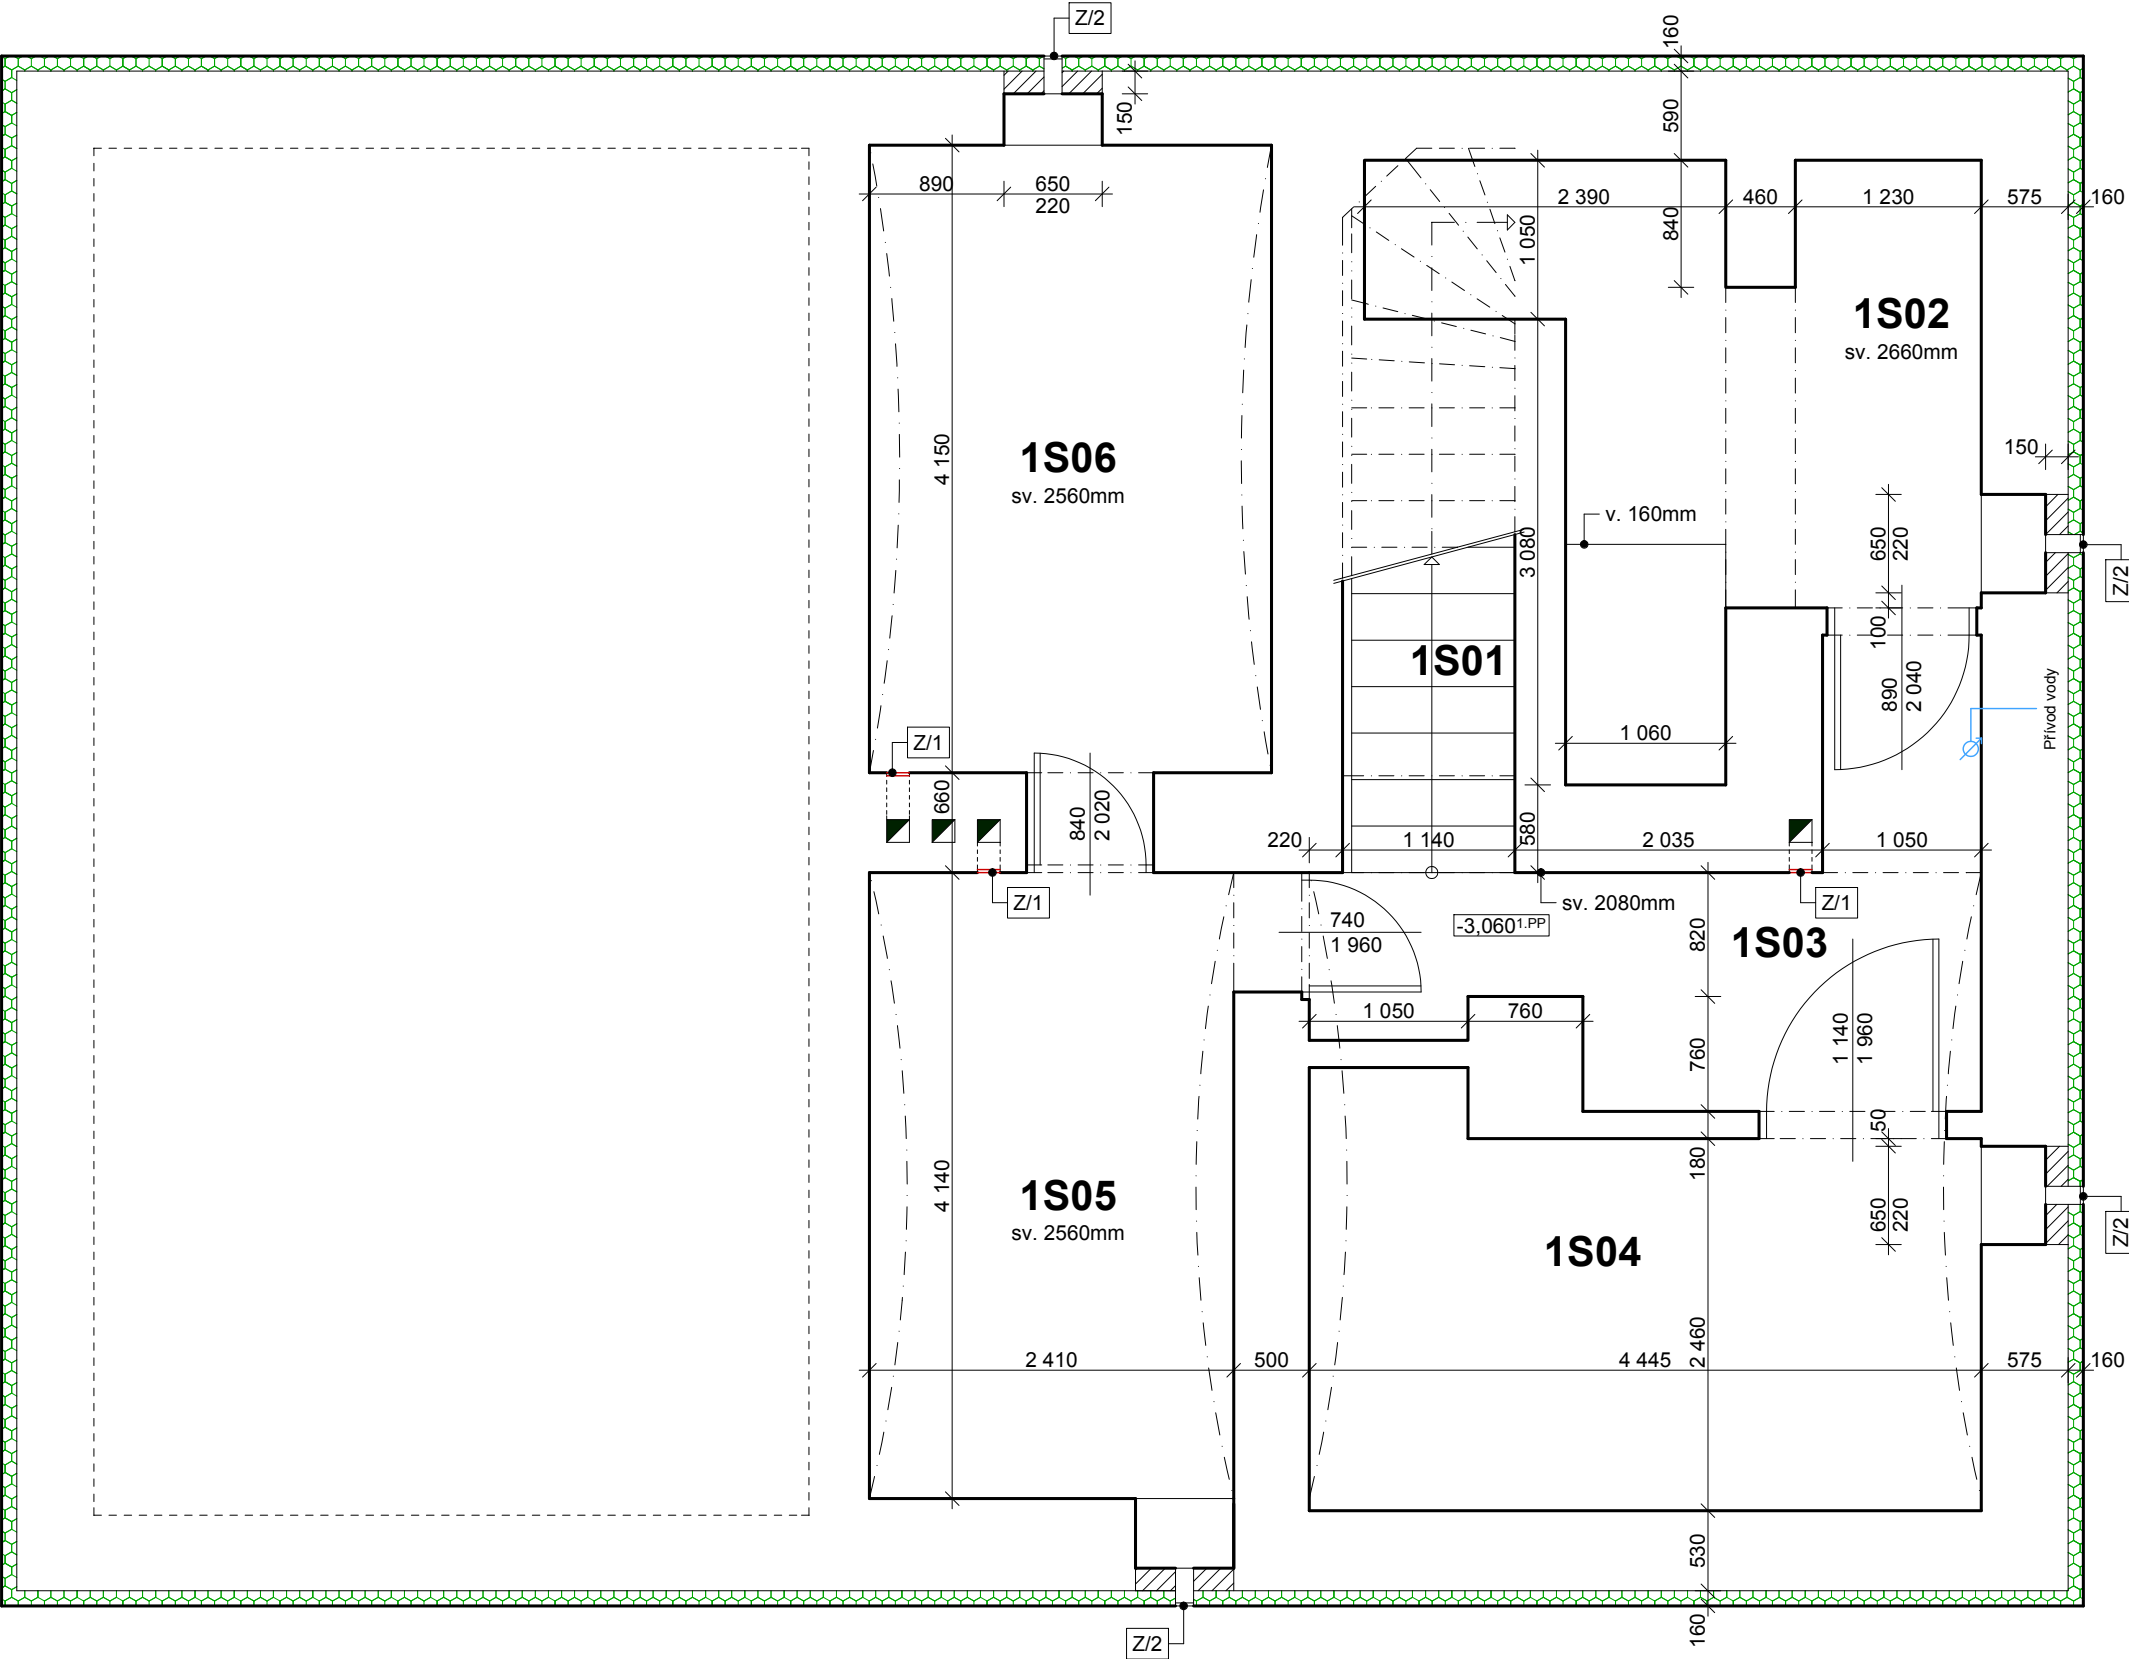 Z/2
160
590
150
890
650
220
2 390
460
1 230
575
160
840
1 050
1S02
sv. 2660mm
1S06
sv. 2560mm
4 150
150
v. 160mm
3 080
650
220
Z/2
100
1S01
890
2 040
Přívod vody
Z/1
1 060
660
840
2 020
220
1 140
580
2 035
1 050
Z/1
sv. 2080mm
Z/1
740
1 960
-3,060 1.PP
820
1S03
1 050
760
760
1 140
1 960
50
180
4 140
1S05
sv. 2560mm
1S04
650
220
Z/2
2 410
500
4 445
2 460
575
160
530
160
Z/2